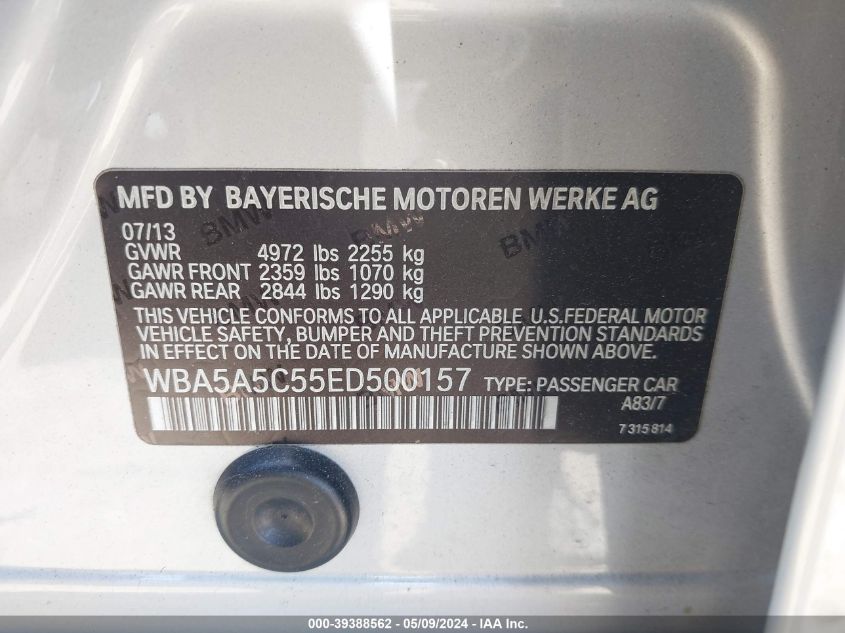 MFD BY BAYERISCHE MOTOREN WERKE AG
07/13
GVWR 4972 lbs 2255 kg
GAWR FRONT 2359 lbs 1070 kg
GAWR REAR 2844 lbs 1290 kg
THIS VEHICLE CONFORMS TO ALL APPLICABLE U.S.FEDERAL MOTOR
VEHICLE SAFETY, BUMPER AND THEFT PREVENTION STANDARDS
IN EFFECT ON THE DATE OF MANUFACTURE SHOWN ABOVE.
WBA5A5C55ED500157 TYPE: PASSENGER CAR
A83/7
7 315 814
000-39388562 / 05/09/2024 - IAA Inc.